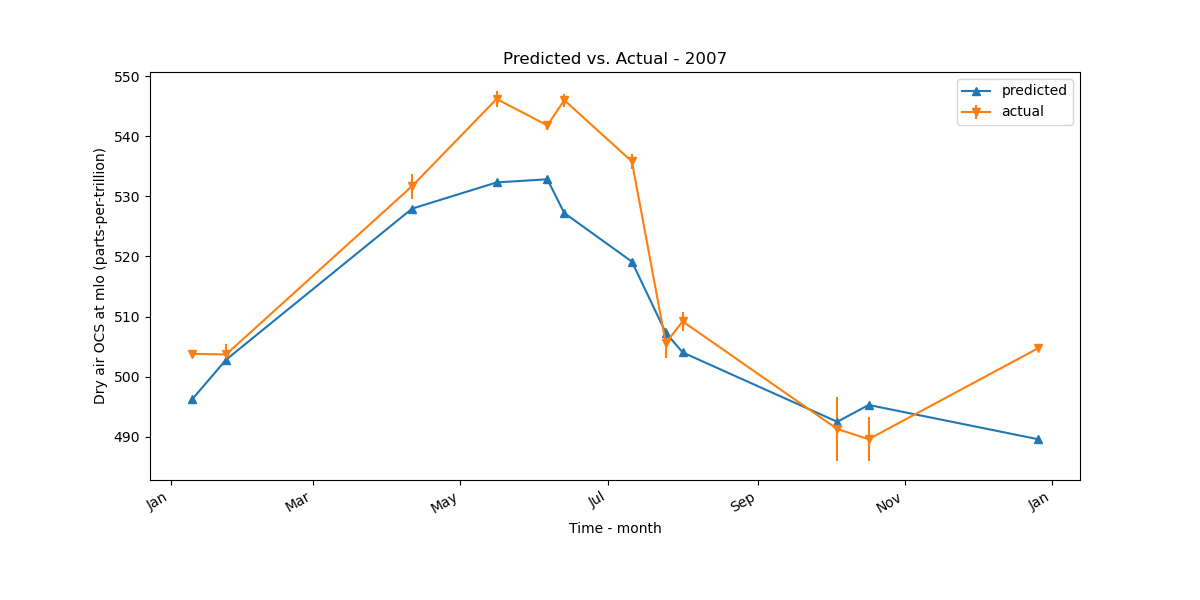 Predicted vs. Actual - 2007
predicted
actual
Dry air OCS at mlo (parts-per-trillion)
550
540
530
520
510
500
490
Jan
Mar
May
Jul
Sep
Nov
Jan
Time - month